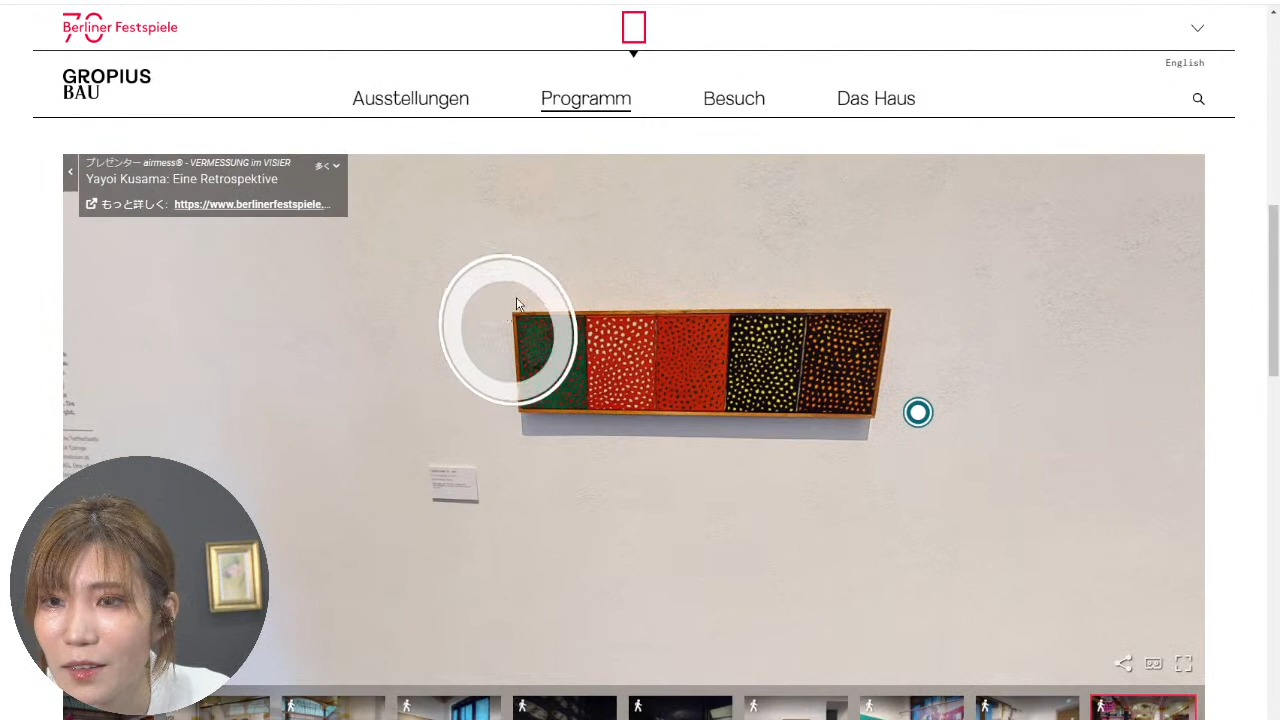 70
Berliner Festspiele
English
GROPIUS
BAU
Ausstellungen
Programm
Besuch
Das Haus
プレゼンター airmess® - VERMESSUNG im VISIER
多く
Yayoi Kusama: Eine Retrospektive
もっと詳しく: https://www.berlinerfestspiele....